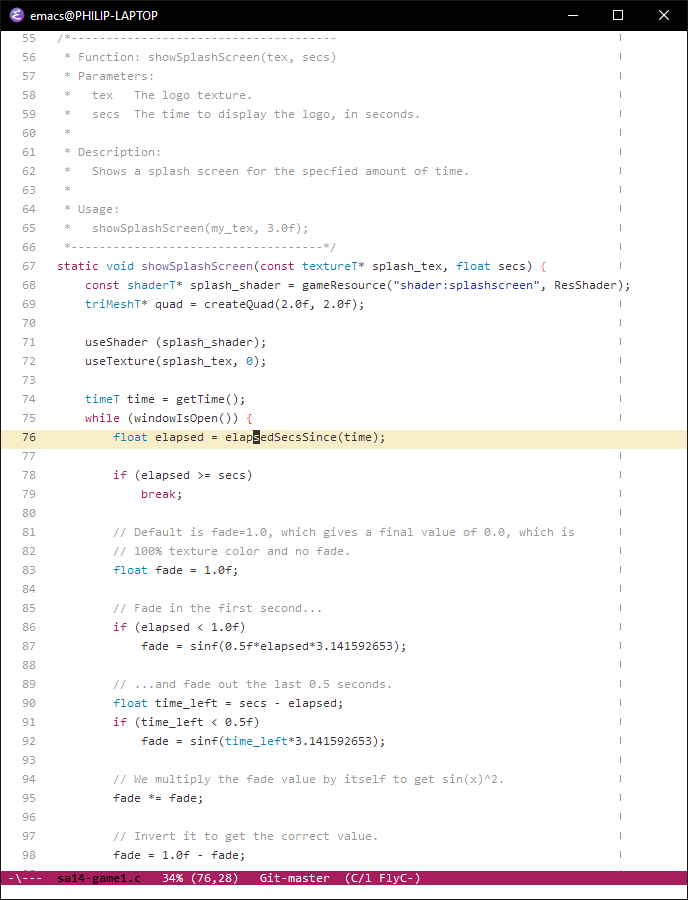 emacs@PHILIP-LAPTOP
55 /*--------------------------------------
56  * Function: showSplashScreen(tex, secs)
57  * Parameters:
58  *   tex   The logo texture.
59  *   secs  The time to display the logo, in seconds.
60  *
61  * Description:
62  *   Shows a splash screen for the specfied amount of time.
63  *
64  * Usage:
65  *   showSplashScreen(my_tex, 3.0f);
66  *------------------------------------*/
67 static void showSplashScreen(const textureT* splash_tex, float secs) {
68     const shaderT* splash_shader = gameResource("shader:splashscreen", ResShader);
69     triMeshT* quad = createQuad(2.0f, 2.0f);
70
71     useShader (splash_shader);
72     useTexture(splash_tex, 0);
73
74     timeT time = getTime();
75     while (windowIsOpen()) {
76         float elapsed = elapsedSecsSince(time);
77
78         if (elapsed >= secs)
79             break;
80
81         // Default is fade=1.0, which gives a final value of 0.0, which is
82         // 100% texture color and no fade.
83         float fade = 1.0f;
84
85         // Fade in the first second...
86         if (elapsed < 1.0f)
87             fade = sinf(0.5f*elapsed*3.141592653);
88
89         // ...and fade out the last 0.5 seconds.
90         float time_left = secs - elapsed;
91         if (time_left < 0.5f)
92             fade = sinf(time_left*3.141592653);
93
94         // We multiply the fade value by itself to get sin(x)^2.
95         fade *= fade;
96
97         // Invert it to get the correct value.
98         fade = 1.0f - fade;
-\---  sa14-game1.c   34% (76,28)   Git-master  (C/l FlyC-)